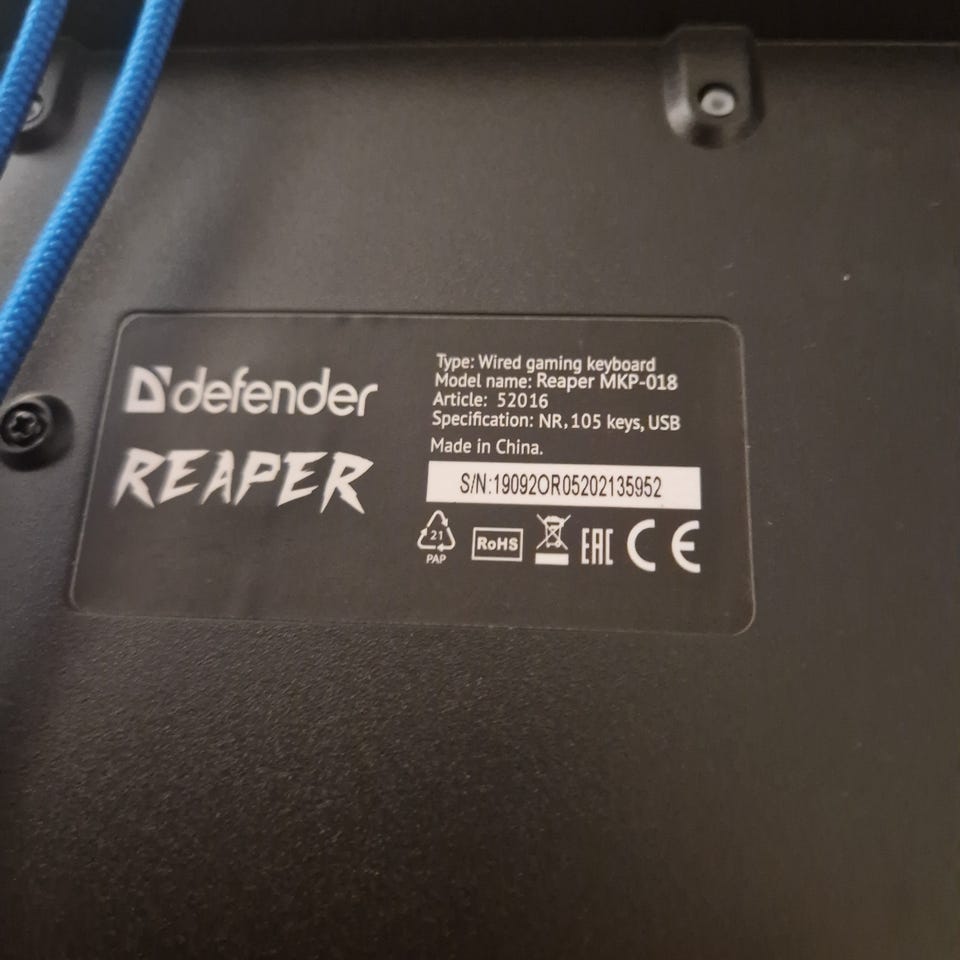 defender
REAPER
Type: Wired gaming keyboard
Model name: Reaper MKP-018
Article: 52016
Specification: NR, 105 keys, USB
Made in China.
S/N:19092OR05202135952
21
PAP
RoHS
EAC
CE